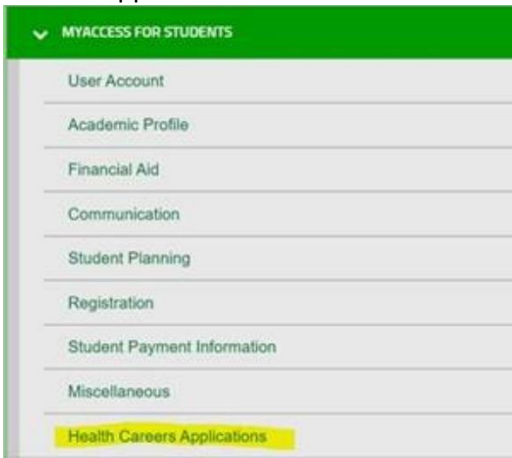 MYACCESS FOR STUDENTS
User Account
Academic Profile
Financial Aid
Communication
Student Planning
Registration
Student Payment Information
Miscellaneous
Health Careers Applications